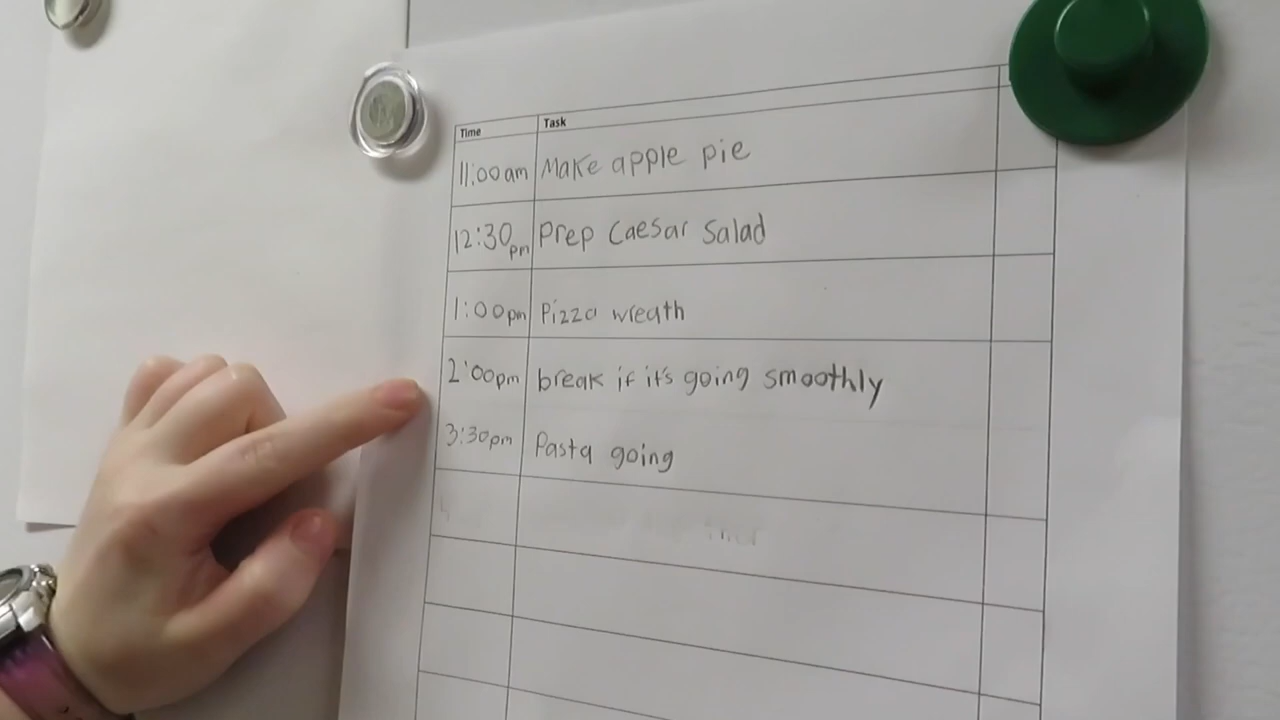 Time Task
11:00am Make apple pie
12:30pm Prep Caesar Salad
1:00pm Pizza wreath
2:00pm break if it's going smoothly
3:30pm Pasta going